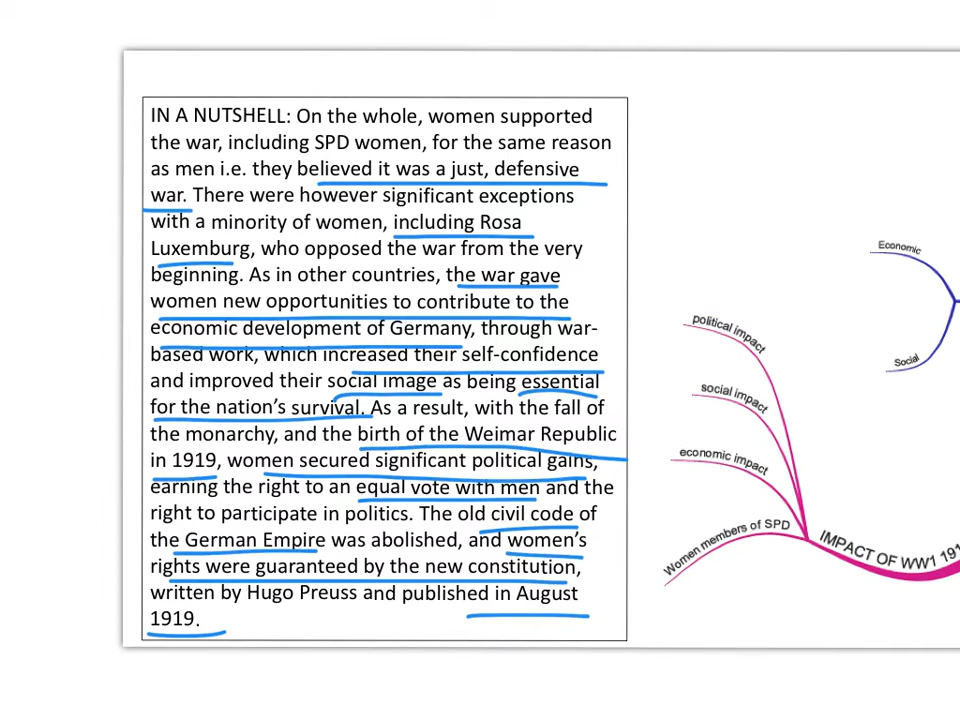 IN A NUTSHELL: On the whole, women supported
the war, including SPD women, for the same reason
as men i.e. they believed it was a just, defensive
war. There were however significant exceptions
with a minority of women, including Rosa
Luxemburg, who opposed the war from the very
beginning. As in other countries, the war gave
women new opportunities to contribute to the
economic development of Germany, through war-
based work, which increased their self-confidence
and improved their social image as being essential
for the nation's survival. As a result, with the fall of
the monarchy, and the birth of the Weimar Republic
in 1919, women secured significant political gains,
earning the right to an equal vote with men and the
right to participate in politics. The old civil code of
the German Empire was abolished, and women's
rights were guaranteed by the new constitution,
written by Hugo Preuss and published in August
1919.
Economic
Social
political impact
social impact
economic impact
Women members of SPD
IMPACT OF WW1 191